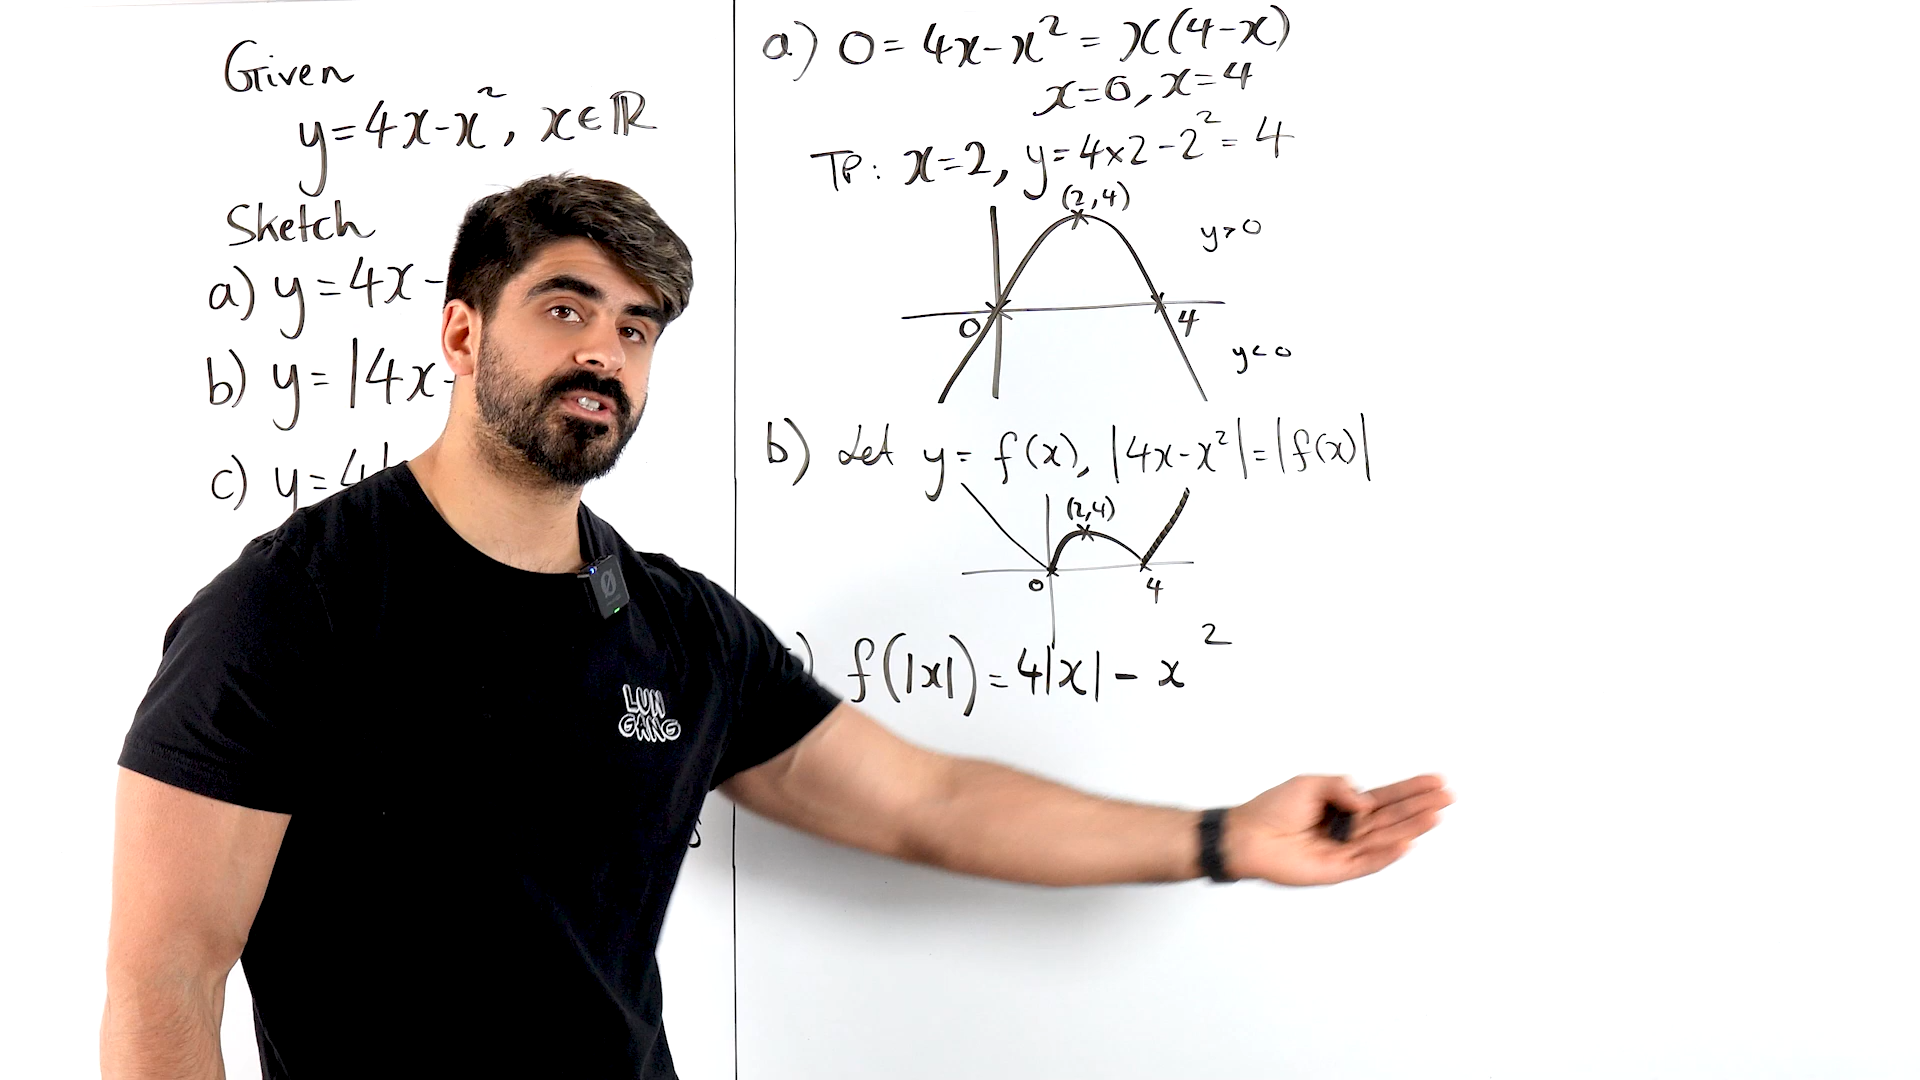 Given
y=4x-x², x∈ℝ
Sketch
a) y=4x-
b) y=|4x-
c) y=4|
a) 0=4x-x²=x(4-x)
x=0, x=4
TP: x=2, y=4×2-2²=4
(2,4)
y>0
0
4
y<0
b) Let y=f(x), |4x-x²|=|f(x)|
(2,4)
0
4
) f(|x|)=4|x|-x²
LUN
GANG